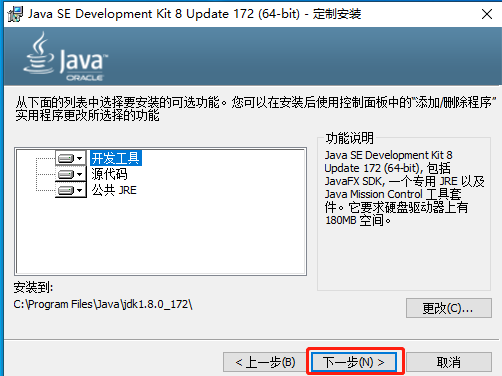 Java SE Development Kit 8 Update 172 (64-bit) - 定制安装
Java
ORACLE
从下面的列表中选择要安装的可选功能。您可以在安装后使用控制面板中的"添加/删除程序"
实用程序更改所选择的功能
开发工具
源代码
公共 JRE
功能说明
Java SE Development Kit 8
Update 172 (64-bit), 包括
JavaFX SDK, 一个专用 JRE 以及
Java Mission Control 工具套
件。它要求硬盘驱动器上有
180MB 空间。
安装到:
C:\Program Files\Java\jdk1.8.0_172\
更改(C)...
< 上一步(B)
下一步(N) >
取消